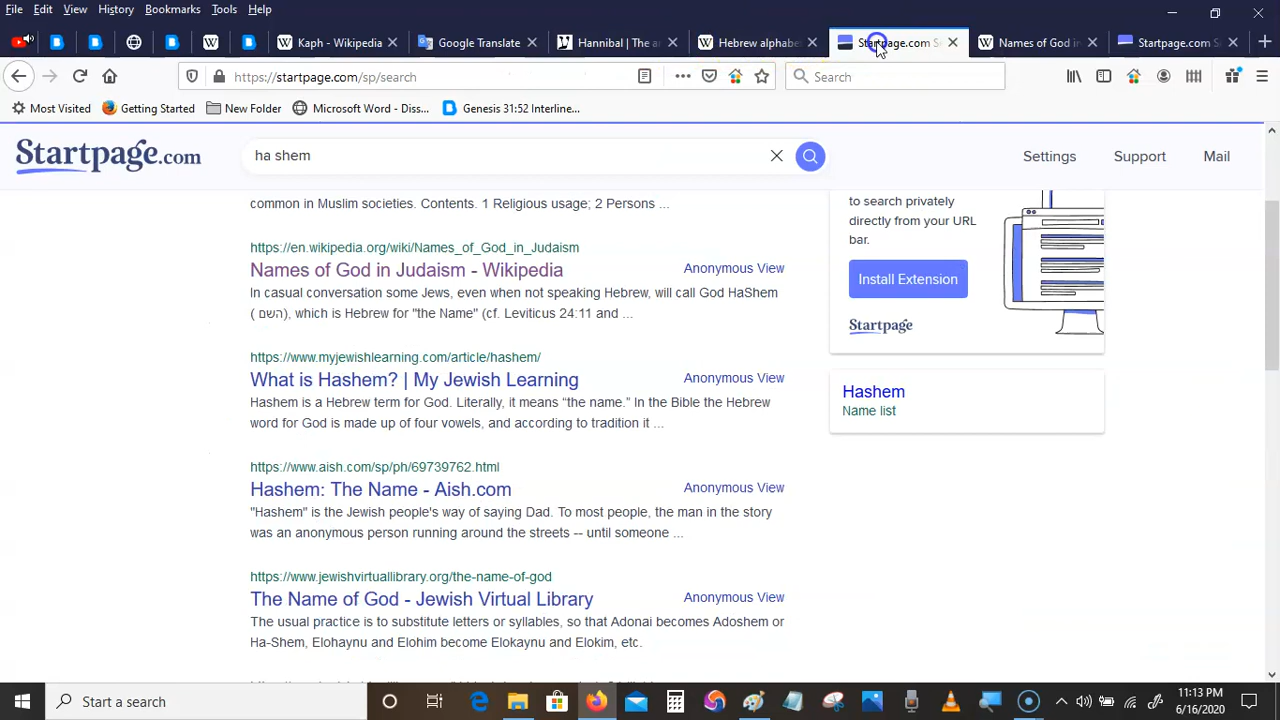 File Edit View History Bookmarks Tools Help
Kaph - Wikipedia
Google Translate
Hannibal | The a
Hebrew alphabe
Startpage.com S
Names of God in
Startpage.com S
https://startpage.com/sp/search
Search
Most Visited Getting Started New Folder Microsoft Word - Diss... Genesis 31:52 Interline...
Startpage.com
ha shem
Settings Support Mail
common in Muslim societies. Contents. 1 Religious usage; 2 Persons ...
https://en.wikipedia.org/wiki/Names_of_God_in_Judaism
Names of God in Judaism - Wikipedia
Anonymous View
In casual conversation some Jews, even when not speaking Hebrew, will call God HaShem
( השם), which is Hebrew for "the Name" (cf. Leviticus 24:11 and ...
https://www.myjewishlearning.com/article/hashem/
What is Hashem? | My Jewish Learning
Anonymous View
Hashem is a Hebrew term for God. Literally, it means “the name.” In the Bible the Hebrew
word for God is made up of four vowels, and according to tradition it ...
https://www.aish.com/sp/ph/69739762.html
Hashem: The Name - Aish.com
Anonymous View
"Hashem" is the Jewish people's way of saying Dad. To most people, the man in the story
was an anonymous person running around the streets -- until someone ...
https://www.jewishvirtuallibrary.org/the-name-of-god
The Name of God - Jewish Virtual Library
Anonymous View
The usual practice is to substitute letters or syllables, so that Adonai becomes Adoshem or
Ha-Shem, Elohaynu and Elohim become Elokaynu and Elokim, etc.
to search privately
directly from your URL
bar.
Install Extension
Startpage
Hashem
Name list
Start a search
11:13 PM
6/16/2020